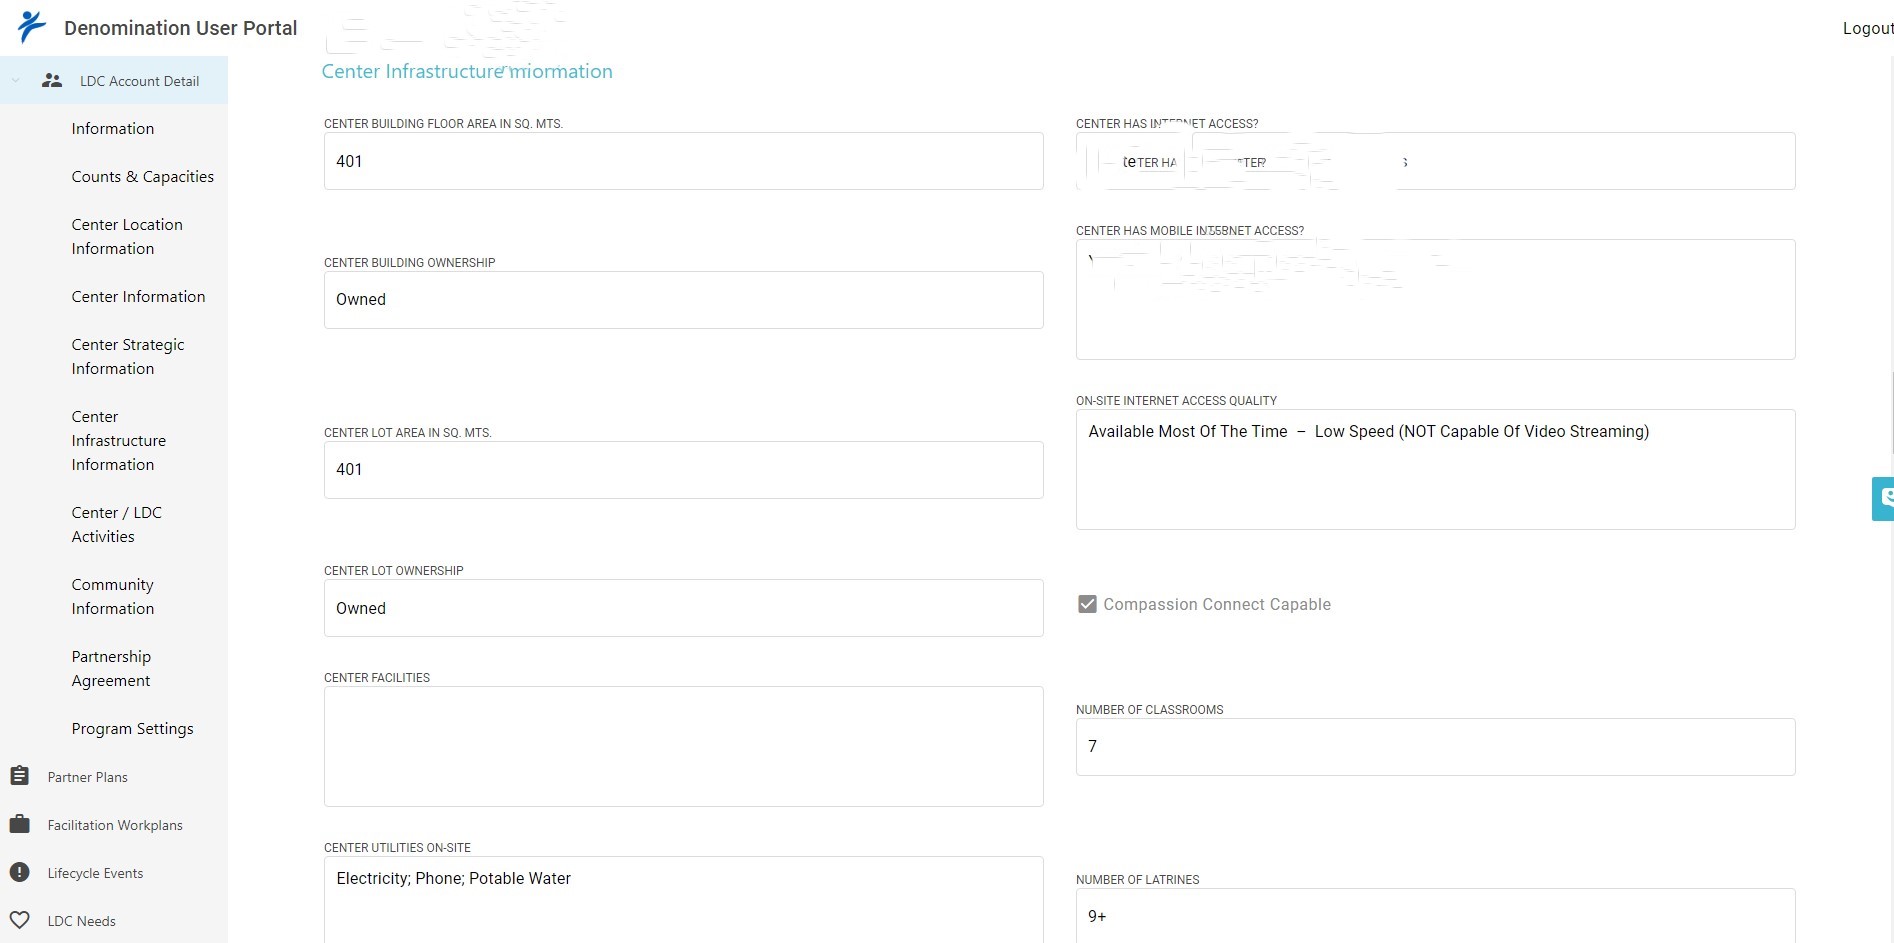 Denomination User Portal
Logout
LDC Account Detail
Information
Counts & Capacities
Center Location
Information
Center Information
Center Strategic
Information
Center
Infrastructure
Information
Center / LDC
Activities
Community
Information
Partnership
Agreement
Program Settings
Partner Plans
Facilitation Workplans
Lifecycle Events
LDC Needs
Center Infrastructure
CENTER BUILDING FLOOR AREA IN SQ. MTS.
401
CENTER BUILDING OWNERSHIP
Owned
CENTER LOT AREA IN SQ. MTS.
401
CENTER LOT OWNERSHIP
Owned
CENTER FACILITIES
CENTER UTILITIES ON-SITE
Electricity; Phone; Potable Water
CENTER HAS INTERNET ACCESS?
CENTER HAS MOBILE INTERNET ACCESS?
ON-SITE INTERNET ACCESS QUALITY
Available Most Of The Time – Low Speed (NOT Capable Of Video Streaming)
Compassion Connect Capable
NUMBER OF CLASSROOMS
7
NUMBER OF LATRINES
9+